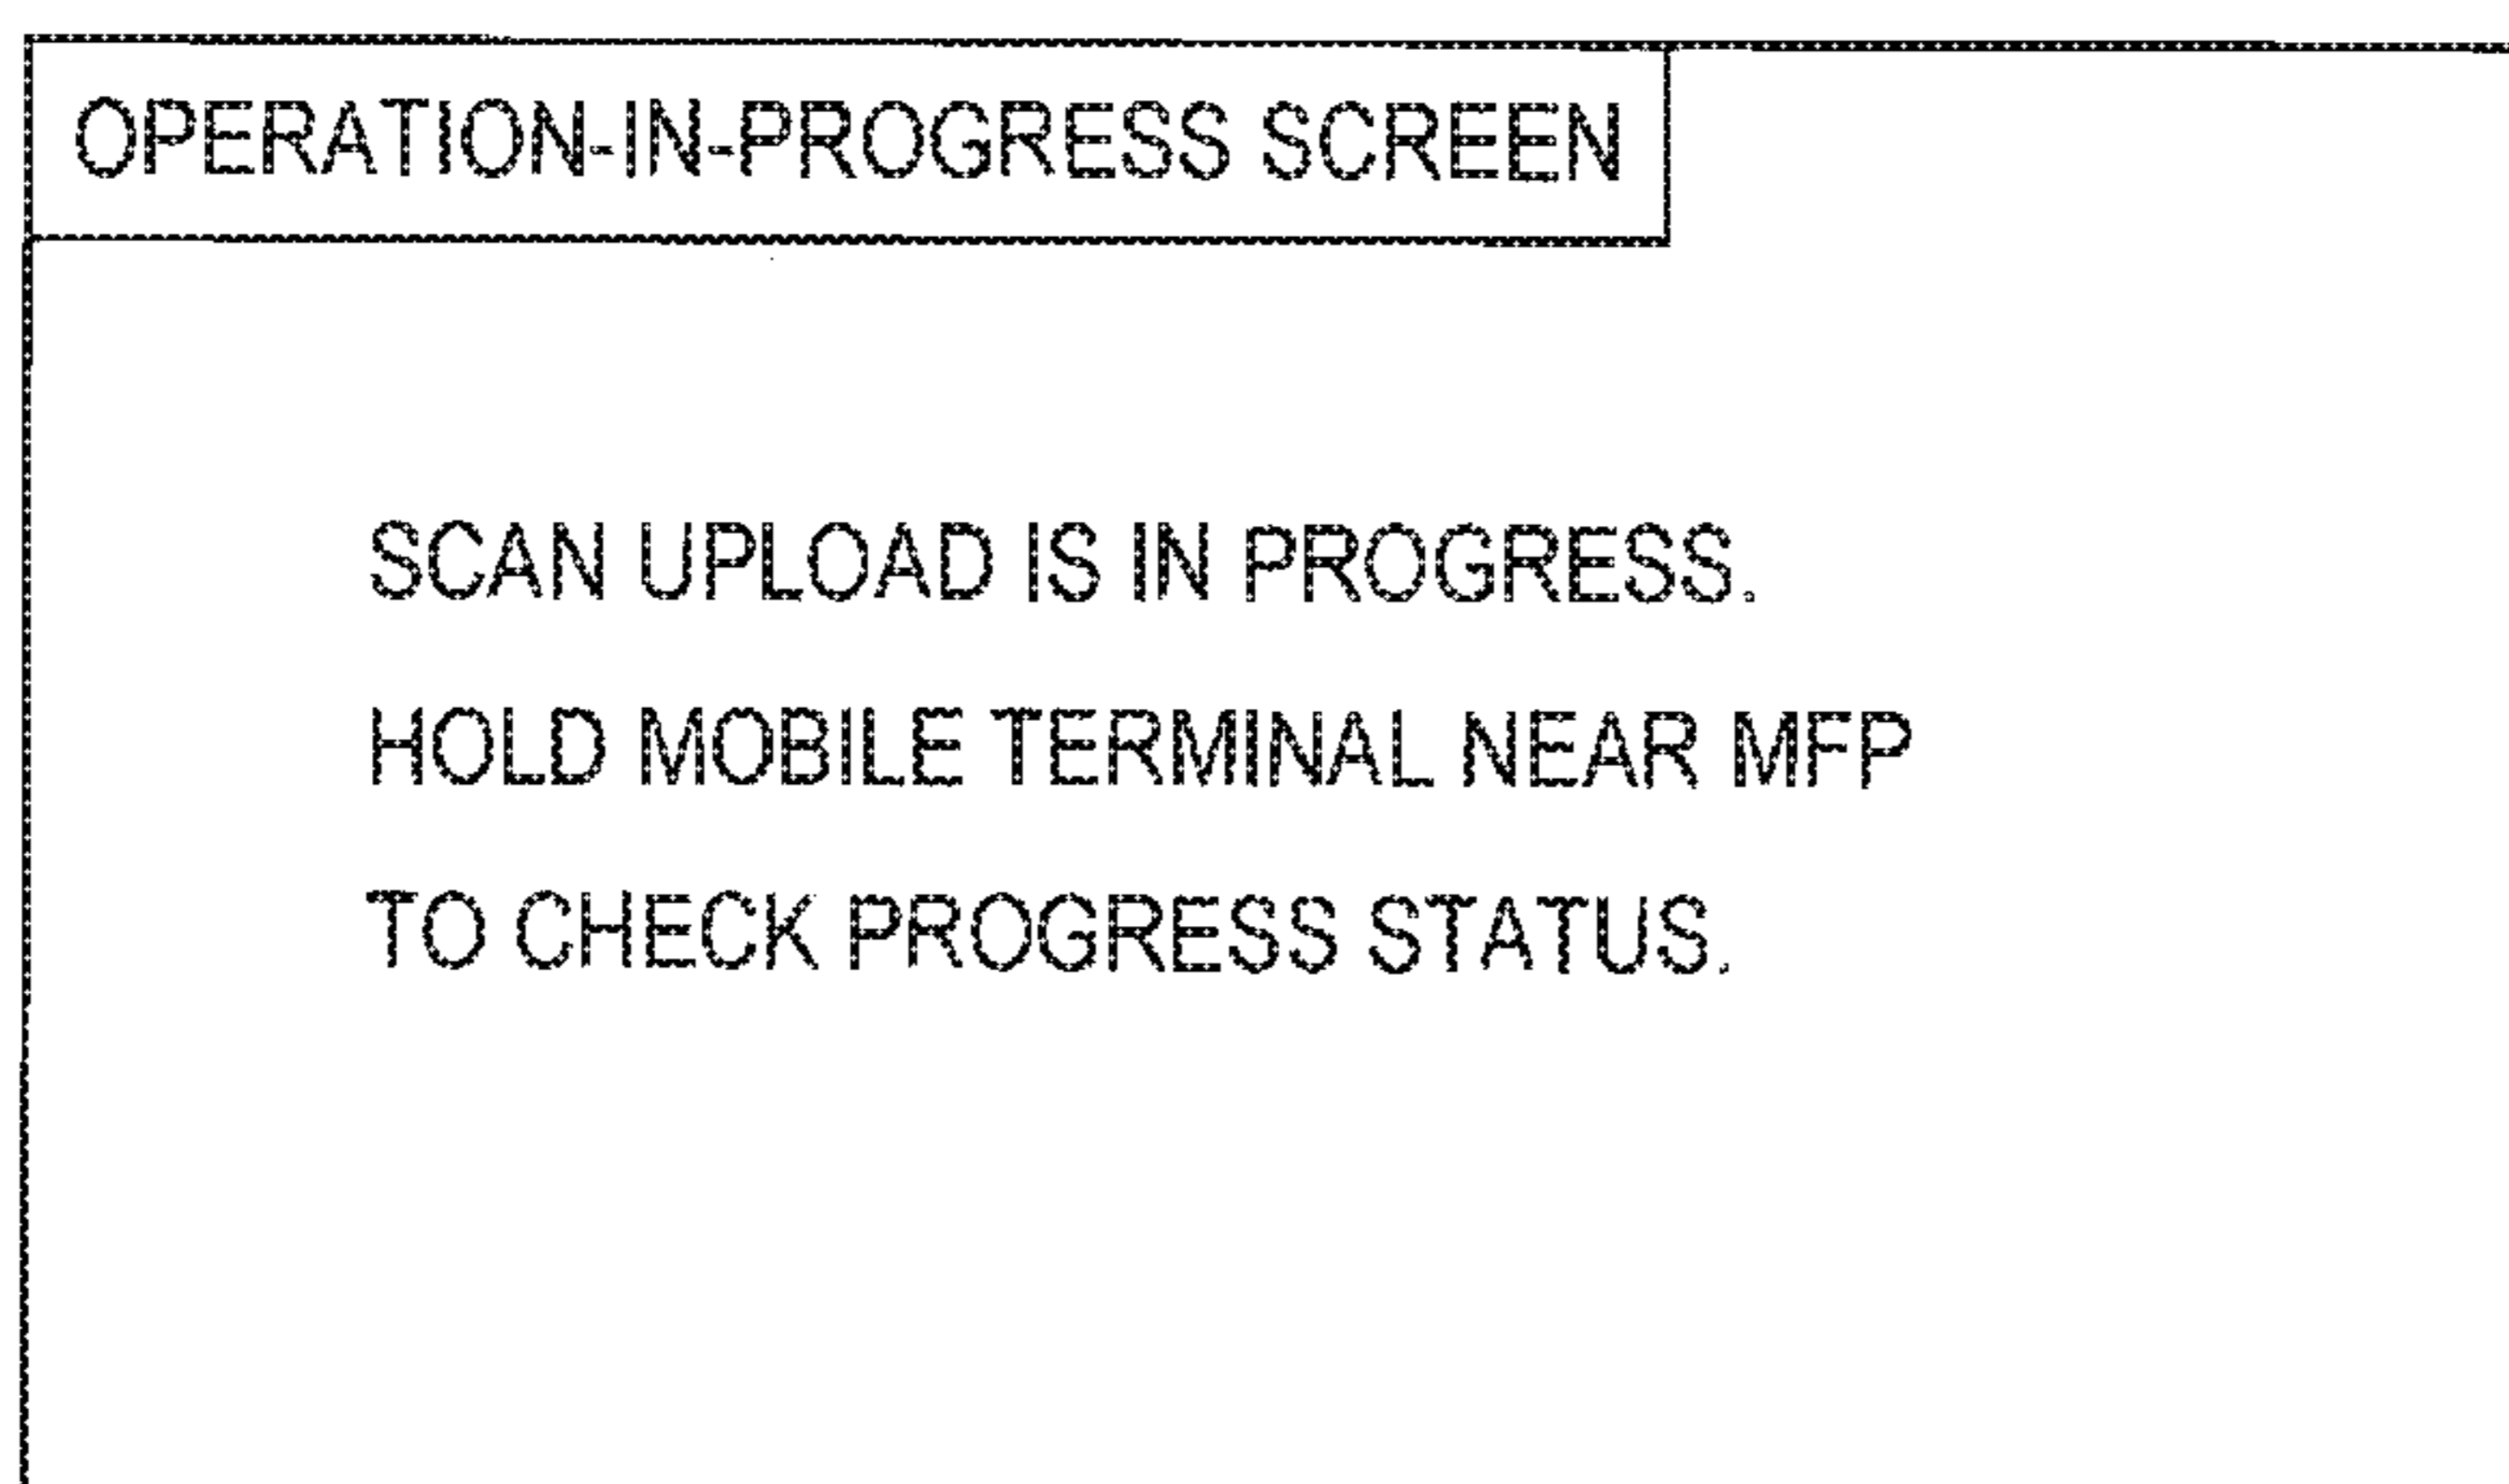 OPERATION-IN-PROGRESS SCREEN
SCAN UPLOAD IS IN PROGRESS.
HOLD MOBILE TERMINAL NEAR MFP
TO CHECK PROGRESS STATUS.